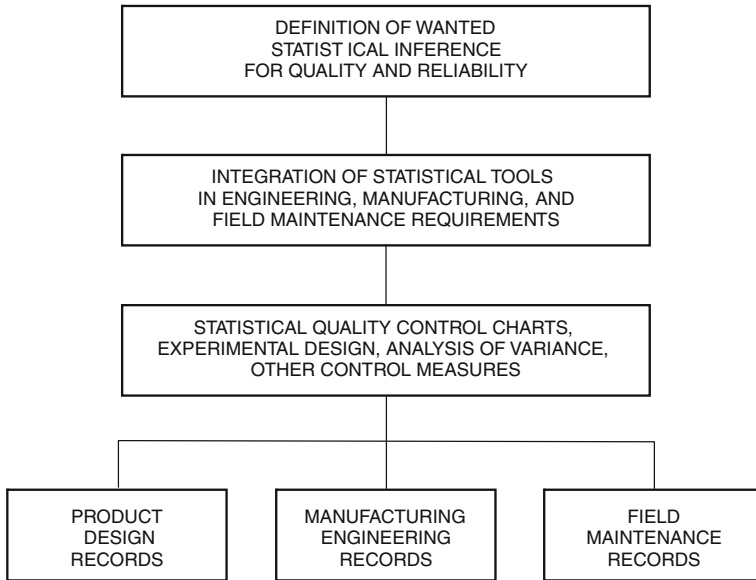 DEFINITION OF WANTED
STATIST ICAL INFERENCE
FOR QUALITY AND RELIABILITY
INTEGRATION OF STATISTICAL TOOLS
IN ENGINEERING, MANUFACTURING, AND
FIELD MAINTENANCE REQUIREMENTS
STATISTICAL QUALITY CONTROL CHARTS,
EXPERIMENTAL DESIGN, ANALYSIS OF VARIANCE,
OTHER CONTROL MEASURES
PRODUCT
DESIGN
RECORDS
MANUFACTURING
ENGINEERING
RECORDS
FIELD
MAINTENANCE
RECORDS